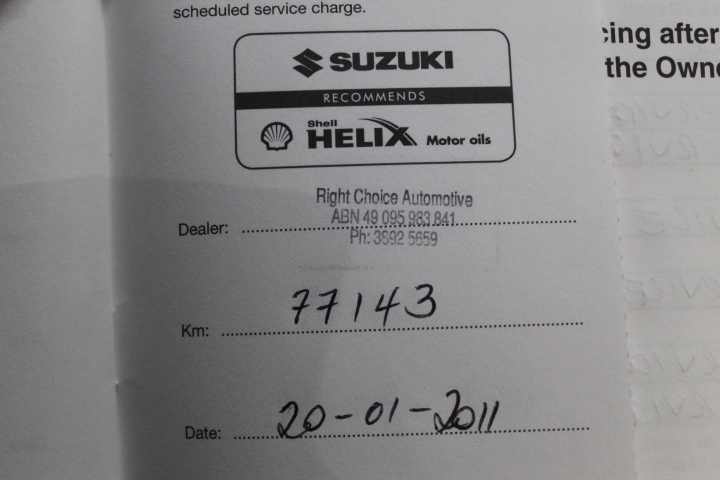 scheduled service charge.
SUZUKI
RECOMMENDS
Shell
HELIX Motor oils
Right Choice Automotive
ABN 49 095 983 841
Ph: 3892 5659
Dealer:
Km: 77143
Date: 20-01-2011
cing after
the Own